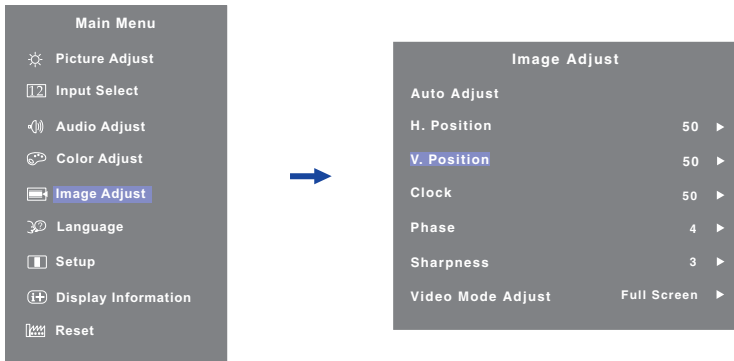 Main Menu
Picture Adjust
12 Input Select
Audio Adjust
Color Adjust
Image Adjust
Language
Setup
Display Information
Reset
Image Adjust
Auto Adjust
H. Position 50
V. Position 50
Clock 50
Phase 4
Sharpness 3
Video Mode Adjust Full Screen